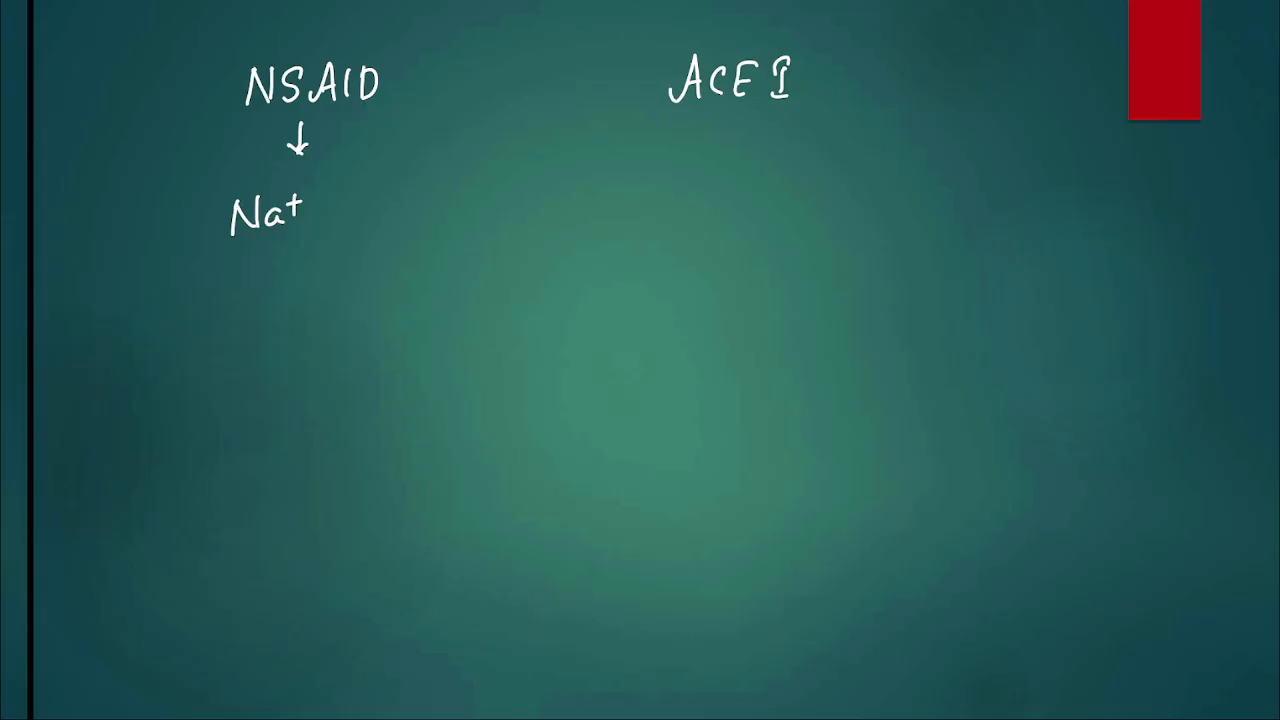 NSAID ACE I
↓
Na⁺